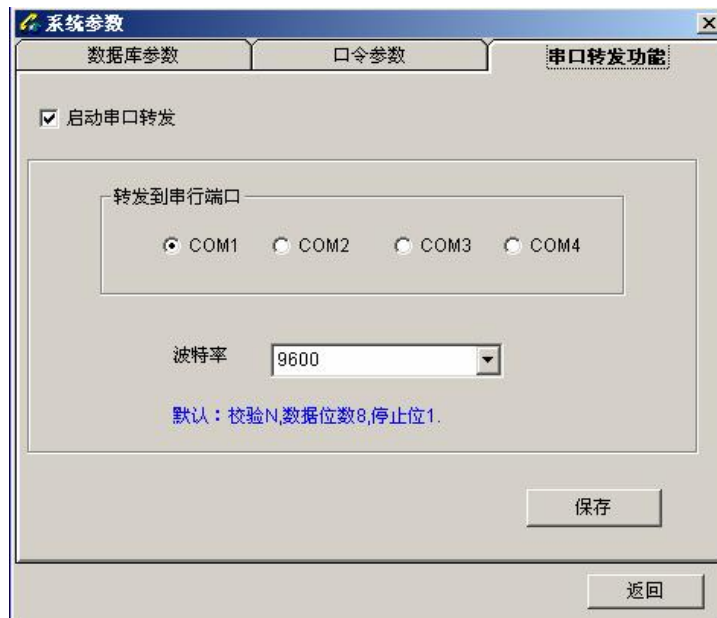 系统参数
数据库参数 口令参数 串口转发功能
启动串口转发
转发到串行端口
COM1 COM2 COM3 COM4
波特率 9600
默认：校验N,数据位数8,停止位1.
保存
返回